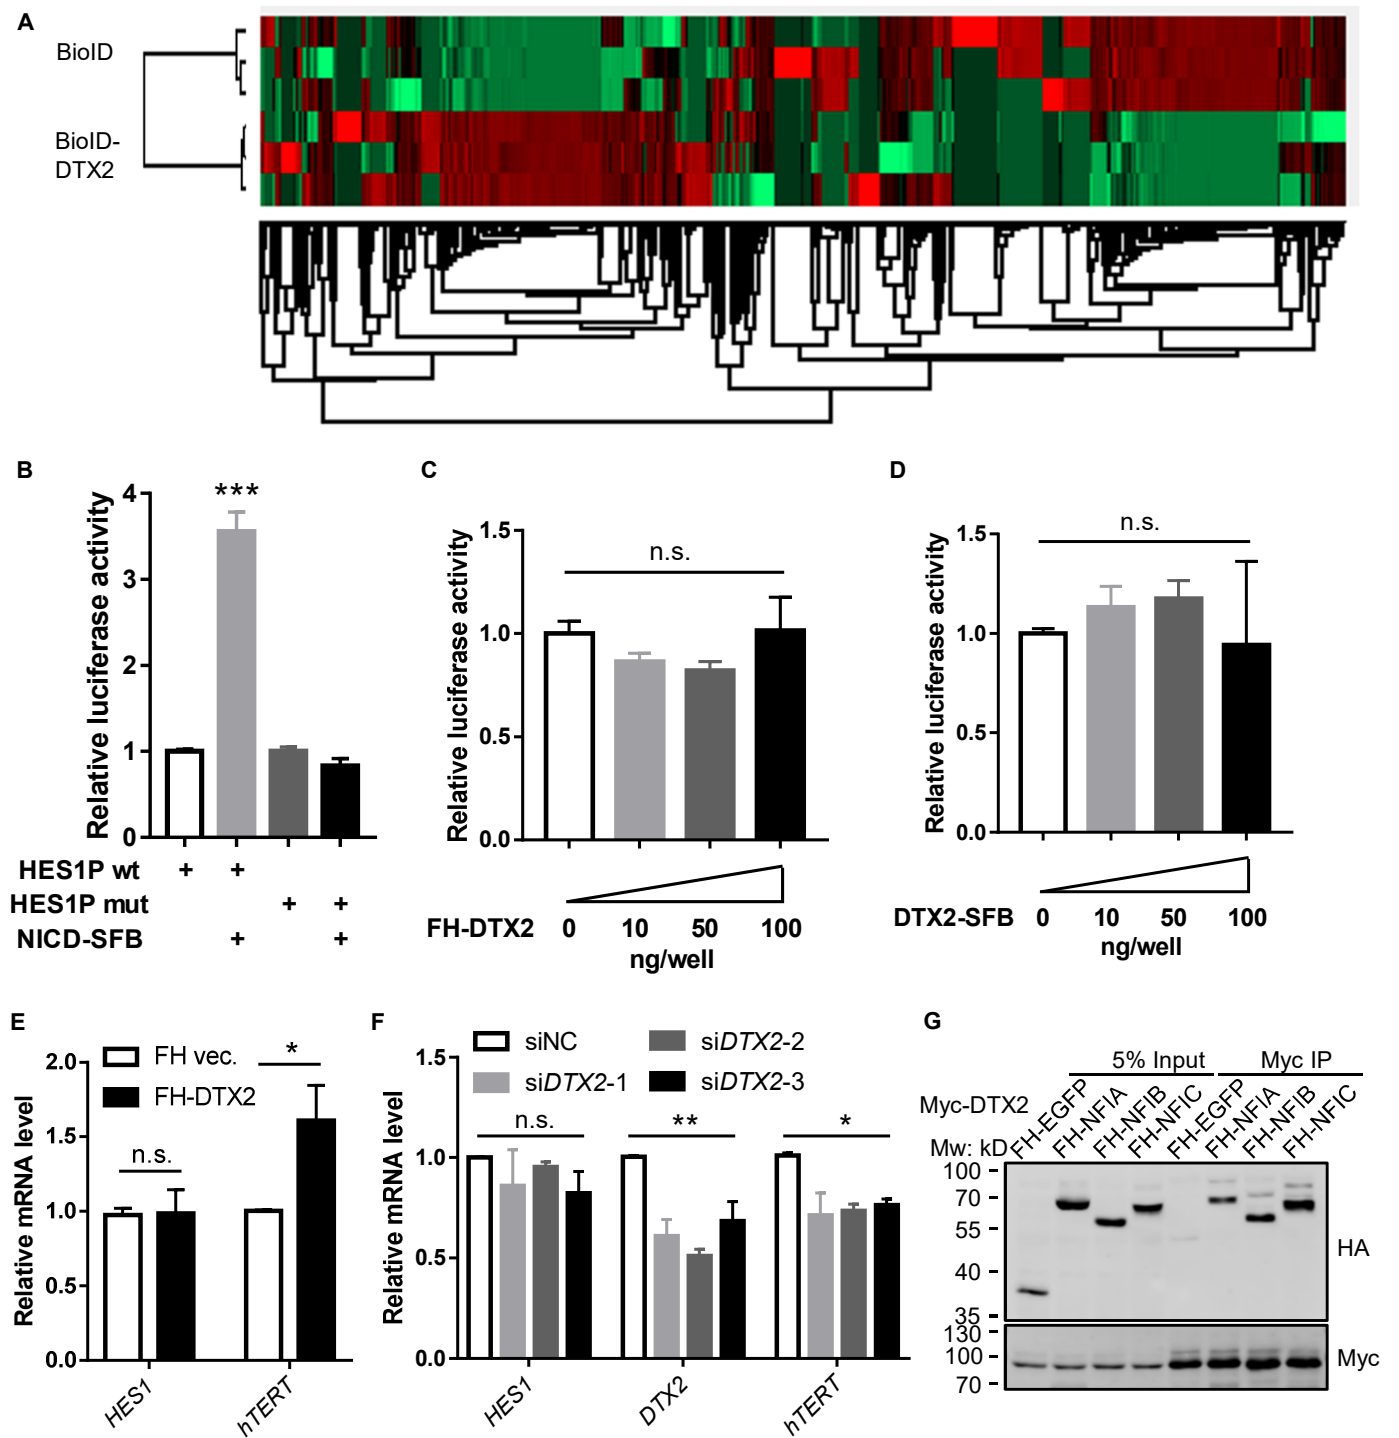 A
BioID
BioID-
DTX2
B
Relative luciferase activity
4
3
2
1
0
***
HES1P wt + +
HES1P mut + +
NICD-SFB + +
C
Relative luciferase activity
1.5
1.0
0.5
0.0
n.s.
FH-DTX2 0 10 50 100
ng/well
D
Relative luciferase activity
1.5
1.0
0.5
0.0
n.s.
DTX2-SFB 0 10 50 100
ng/well
E
Relative mRNA level
2.0
1.5
1.0
0.5
0.0
FH vec.
FH-DTX2
n.s.
*
HES1
hTERT
F
Relative mRNA level
1.5
1.0
0.5
0.0
siNC
siDTX2-1
siDTX2-2
siDTX2-3
n.s.
**
*
HES1
DTX2
hTERT
G
5% Input Myc IP
Myc-DTX2
FH-EGFP
FH-NFIA
FH-NFIB
FH-NFIC
FH-EGFP
FH-NFIA
FH-NFIB
FH-NFIC
Mw: kD
100
70
55
40
35
HA
130
100
70
Myc